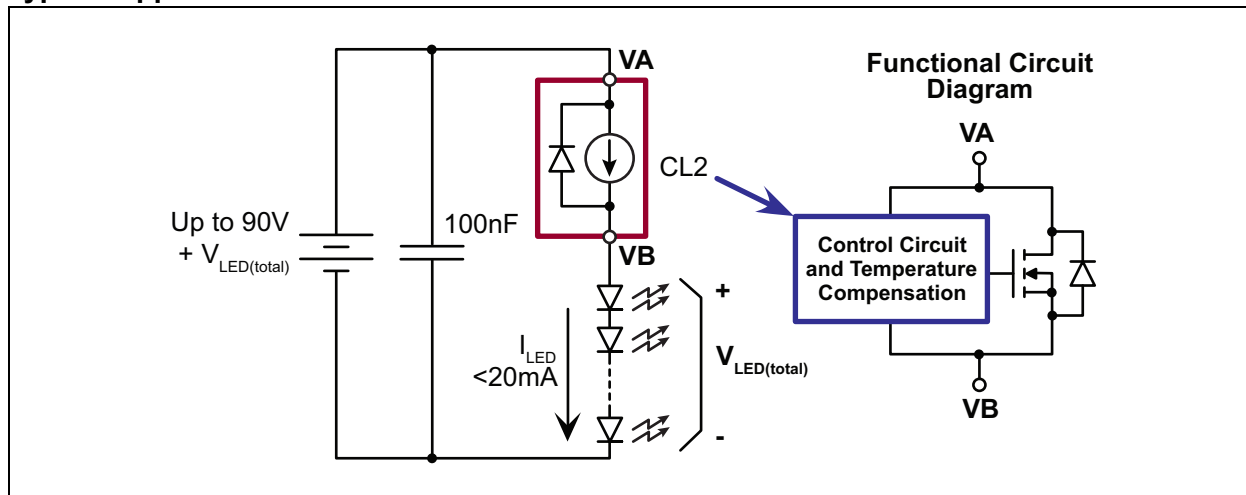 VA
Up to 90V
+ VLED(total)
100nF
CL2
VB
ILED
<20mA
+
VLED(total)
-
Functional Circuit
Diagram
VA
Control Circuit
and Temperature
Compensation
VB